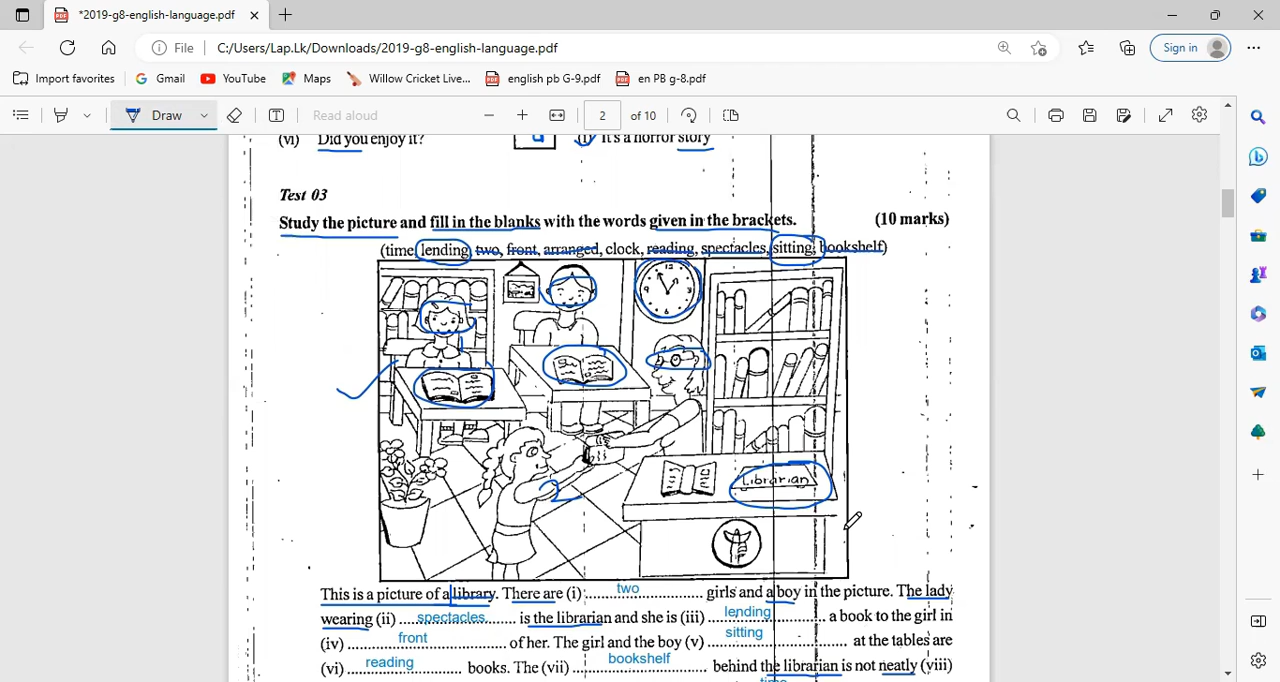 *2019-g8-english-language.pdf
File C:/Users/Lap.Lk/Downloads/2019-g8-english-language.pdf Sign in
Import favorites Gmail YouTube Maps Willow Cricket Live... english pb G-9.pdf en PB g-8.pdf
Draw Read aloud 2 of 10
(vi) Did you enjoy it? d (i) It's a horror story
Test 03
Study the picture and fill in the blanks with the words given in the brackets. (10 marks)
(time, lending, two, front, arranged, clock, reading, spectacles, sitting, bookshelf)
12
3
Librarian
This is a picture of a library. There are (i) two girls and a boy in the picture. The lady
wearing (ii) spectacles is the librarian and she is (iii) lending a book to the girl in
(iv) front of her. The girl and the boy (v) sitting at the tables are
(vi) reading books. The (vii) bookshelf behind the librarian is not neatly (viii)
time